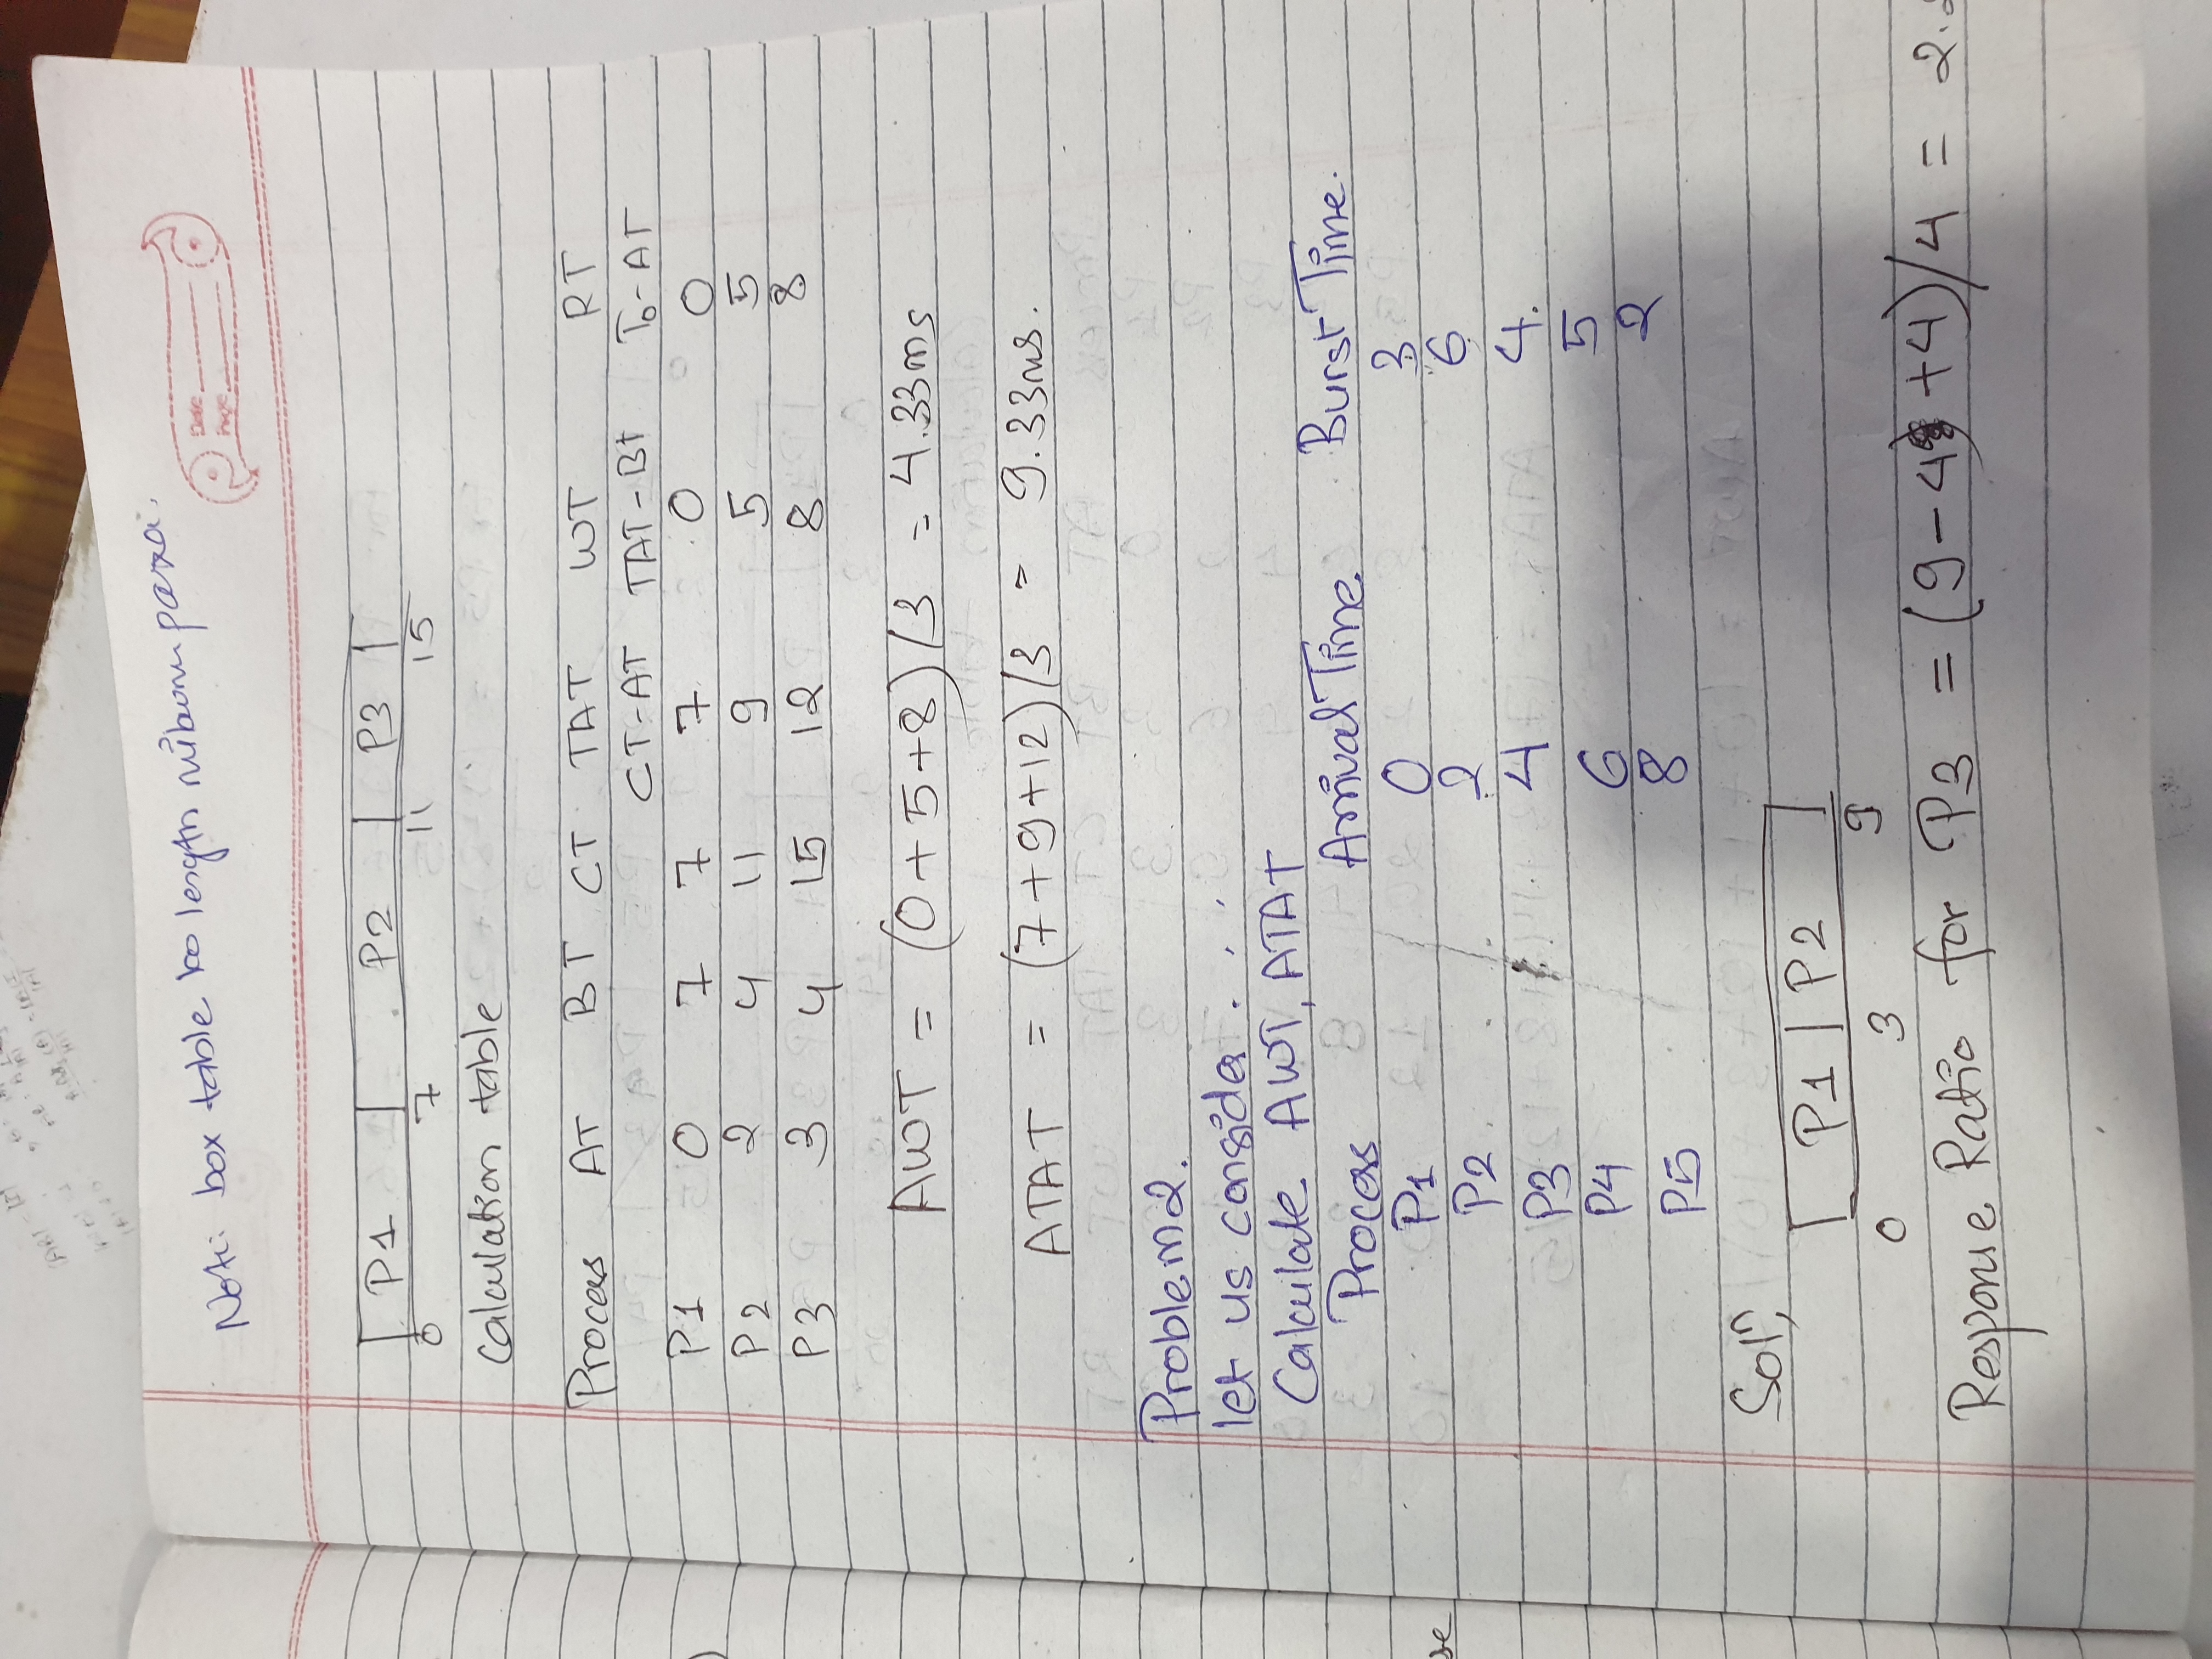 Note: box table ko length milaunu parxa.
Date
Page
P1 P2 P3
0 7 11 15
Calculation table
Process AT BT CT TAT WT RT
CT-AT TAT-Bt To-AT
P1 0 7 7 7 0 0
P2 2 4 11 9 5 5
P3 3 4 15 12 8 8
AWT = (0+5+8)/3 = 4.33ms
ATAT = (7+9+12)/3 = 9.33ms.
Problem 2.
let us consider . . .
Calculate AWT, ATAT
Process Arrival Time Burst Time.
P1 0 3
P2 2 6
P3 4 4.
P4 6 5
P5 8 2
Solⁿ,
P1 P2
0 3 9
Response Ratio for P3 = (9-4+4)/4 = 2.2